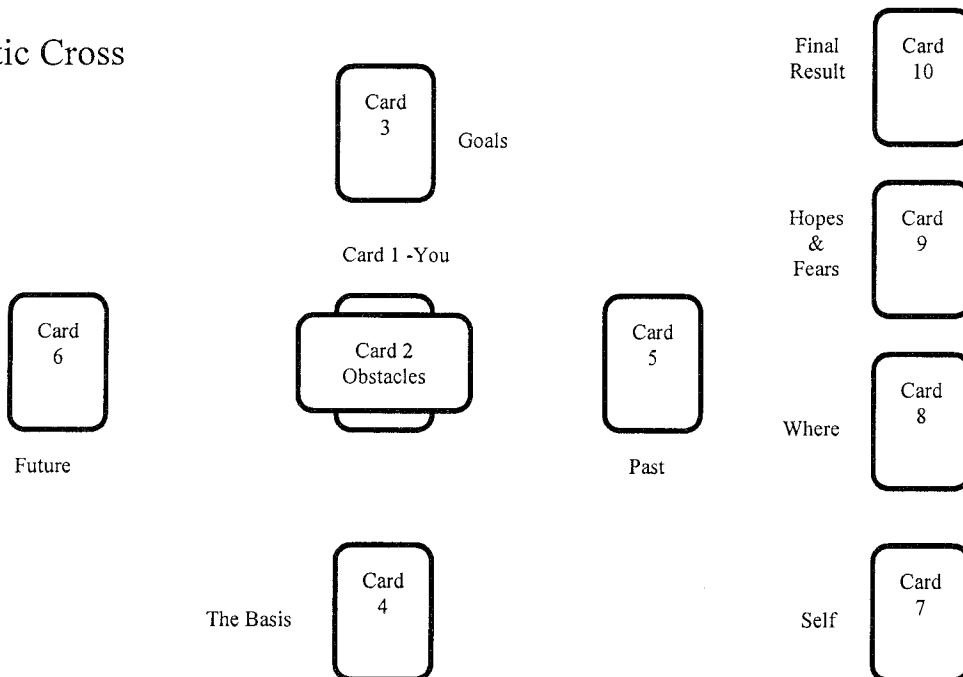 tic Cross
Card
3
Goals
Card 1 -You
Card 2
Obstacles
Card
6
Future
Card
5
Past
Card
4
The Basis
Final
Result
Card
10
Hopes
&
Fears
Card
9
Where
Card
8
Self
Card
7